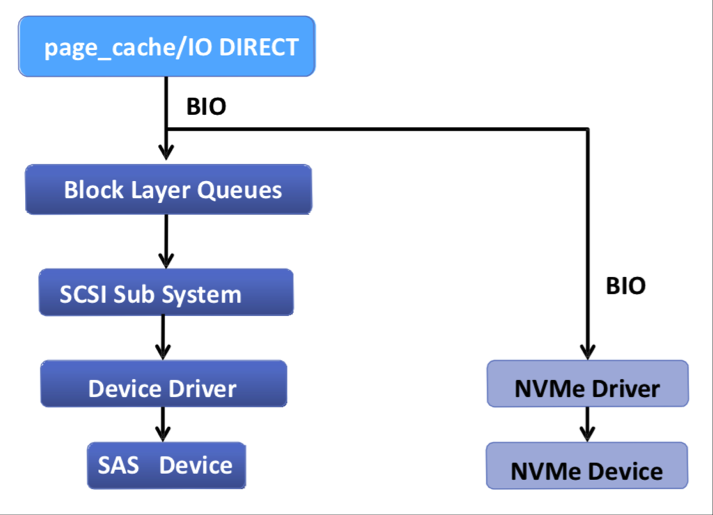 page_cache/IO DIRECT
BIO
Block Layer Queues
SCSI Sub System
BIO
Device Driver
NVMe Driver
SAS Device
NVMe Device